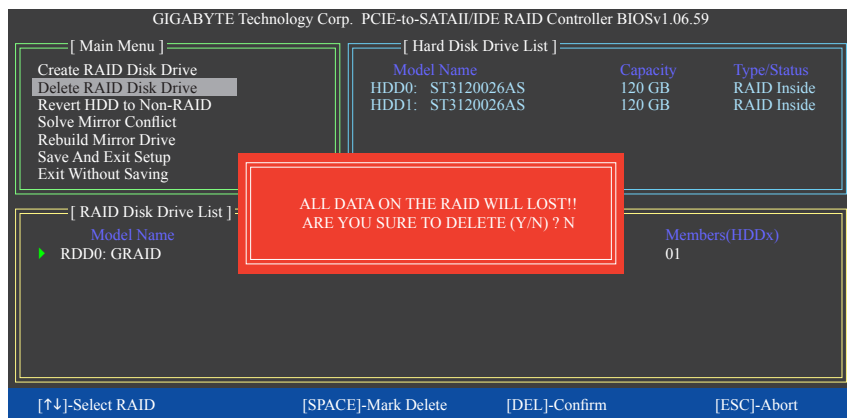 GIGABYTE Technology Corp. PCIE-to-SATAII/IDE RAID Controller BIOSv1.06.59
[ Main Menu ]
Create RAID Disk Drive
Delete RAID Disk Drive
Revert HDD to Non-RAID
Solve Mirror Conflict
Rebuild Mirror Drive
Save And Exit Setup
Exit Without Saving
[ Hard Disk Drive List ]
Model Name Capacity Type/Status
HDD0: ST3120026AS 120 GB RAID Inside
HDD1: ST3120026AS 120 GB RAID Inside
ALL DATA ON THE RAID WILL LOST!!
ARE YOU SURE TO DELETE (Y/N) ? N
[ RAID Disk Drive List ]
Model Name Members(HDDx)
RDD0: GRAID 01
[↑↓]-Select RAID [SPACE]-Mark Delete [DEL]-Confirm [ESC]-Abort